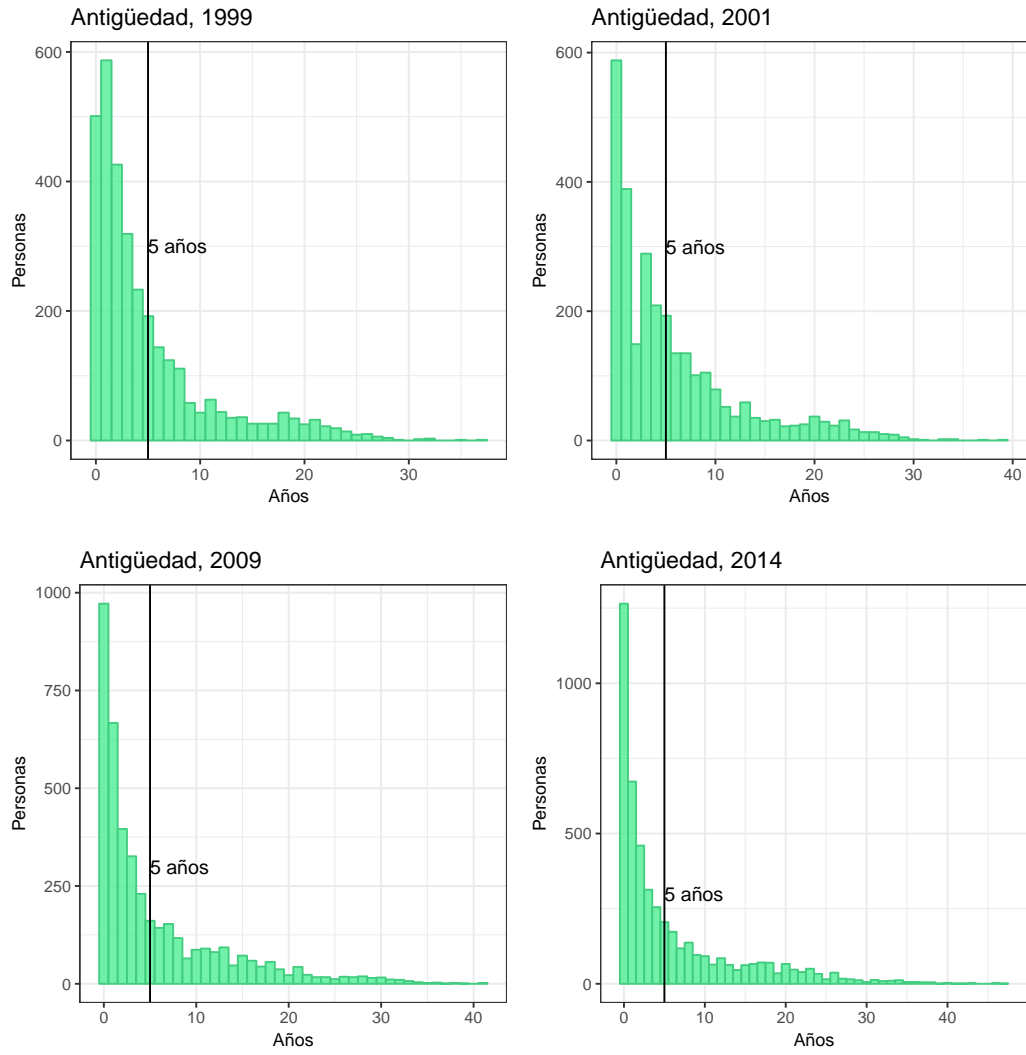 Antigüedad, 1999
600
400
200
0
Personas
5 años
0 10 20 30
Años
Antigüedad, 2001
600
400
200
0
Personas
5 años
0 10 20 30 40
Años
Antigüedad, 2009
1000
750
500
250
0
Personas
5 años
0 10 20 30 40
Años
Antigüedad, 2014
1000
500
0
Personas
5 años
0 10 20 30 40
Años